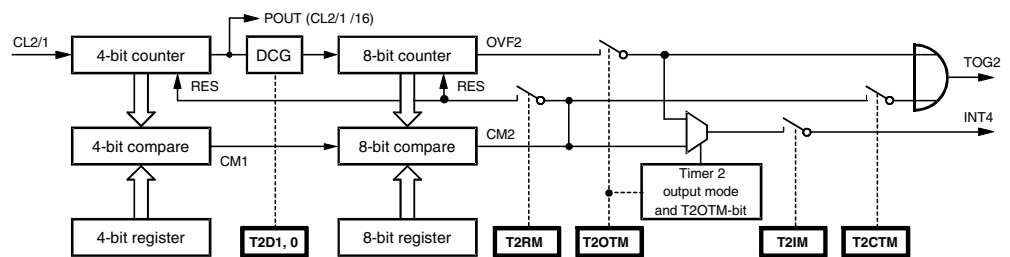 POUT (CL2/1 /16)
CL2/1
4-bit counter
DCG
8-bit counter
OVF2
TOG2
RES
RES
INT4
4-bit compare
CM1
8-bit compare
CM2
Timer 2
output mode
and T2OTM-bit
4-bit register
T2D1, 0
8-bit register
T2RM
T2OTM
T2IM
T2CTM